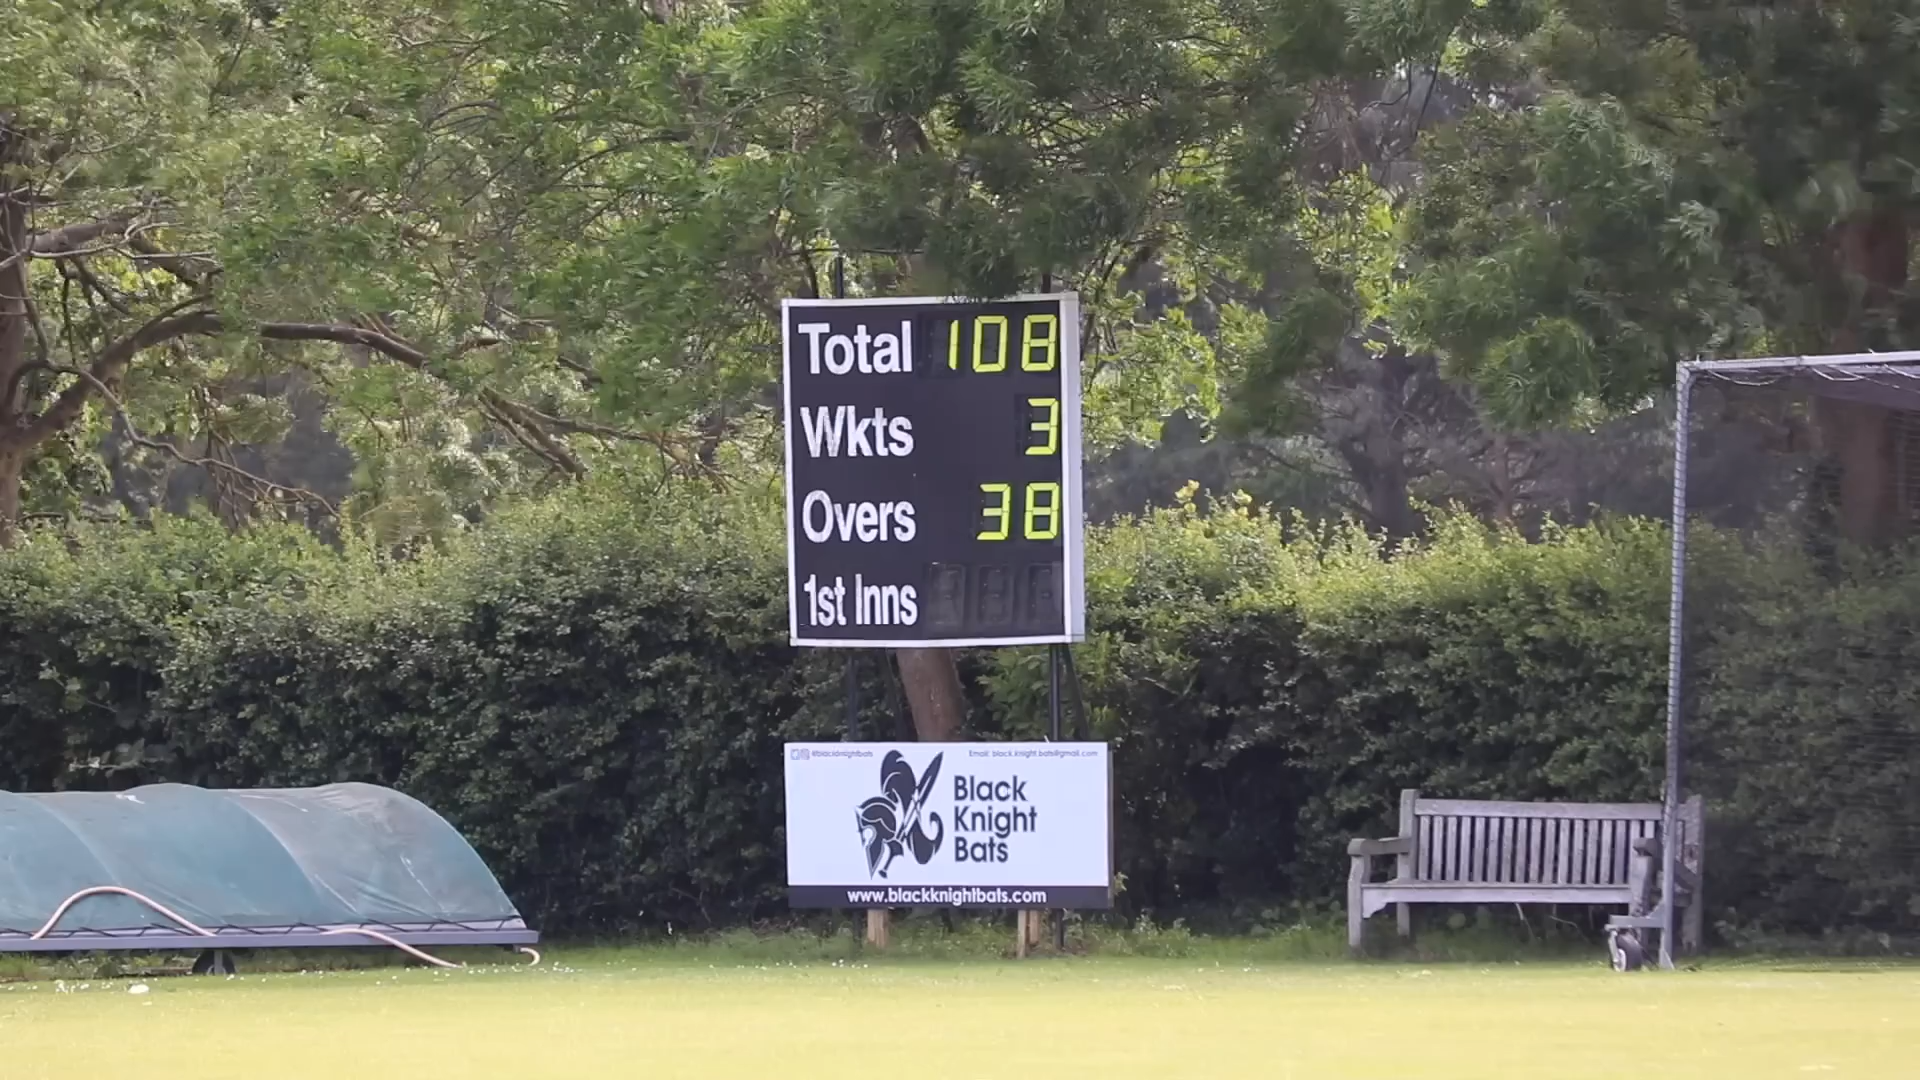 Total 108
Wkts 3
Overs 38
1st Inns
@blackknightbats Email: black.knight.bats@gmail.com
Black
Knight
Bats
www.blackknightbats.com